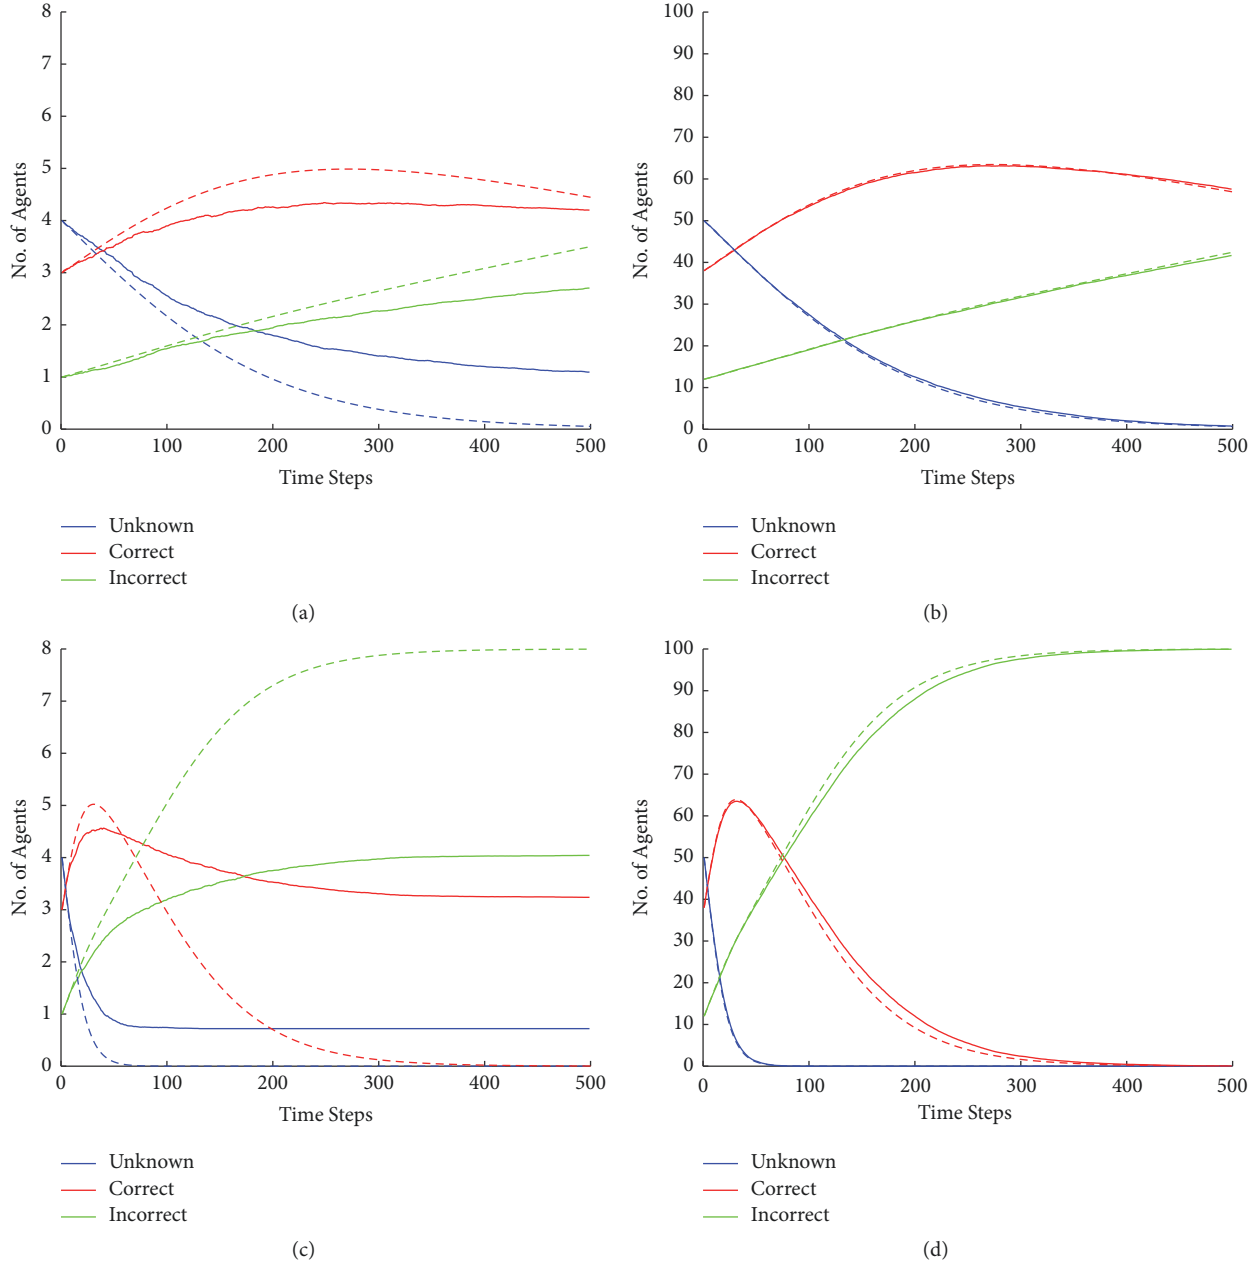 8
7
6
5
4
3
2
1
0
No. of Agents
0 100 200 300 400 500
Time Steps
Unknown
Correct
Incorrect
(a)
100
90
80
70
60
50
40
30
20
10
0
No. of Agents
0 100 200 300 400 500
Time Steps
Unknown
Correct
Incorrect
(b)
8
7
6
5
4
3
2
1
0
No. of Agents
0 100 200 300 400 500
Time Steps
Unknown
Correct
Incorrect
(c)
100
90
80
70
60
50
40
30
20
10
0
No. of Agents
0 100 200 300 400 500
Time Steps
Unknown
Correct
Incorrect
(d)